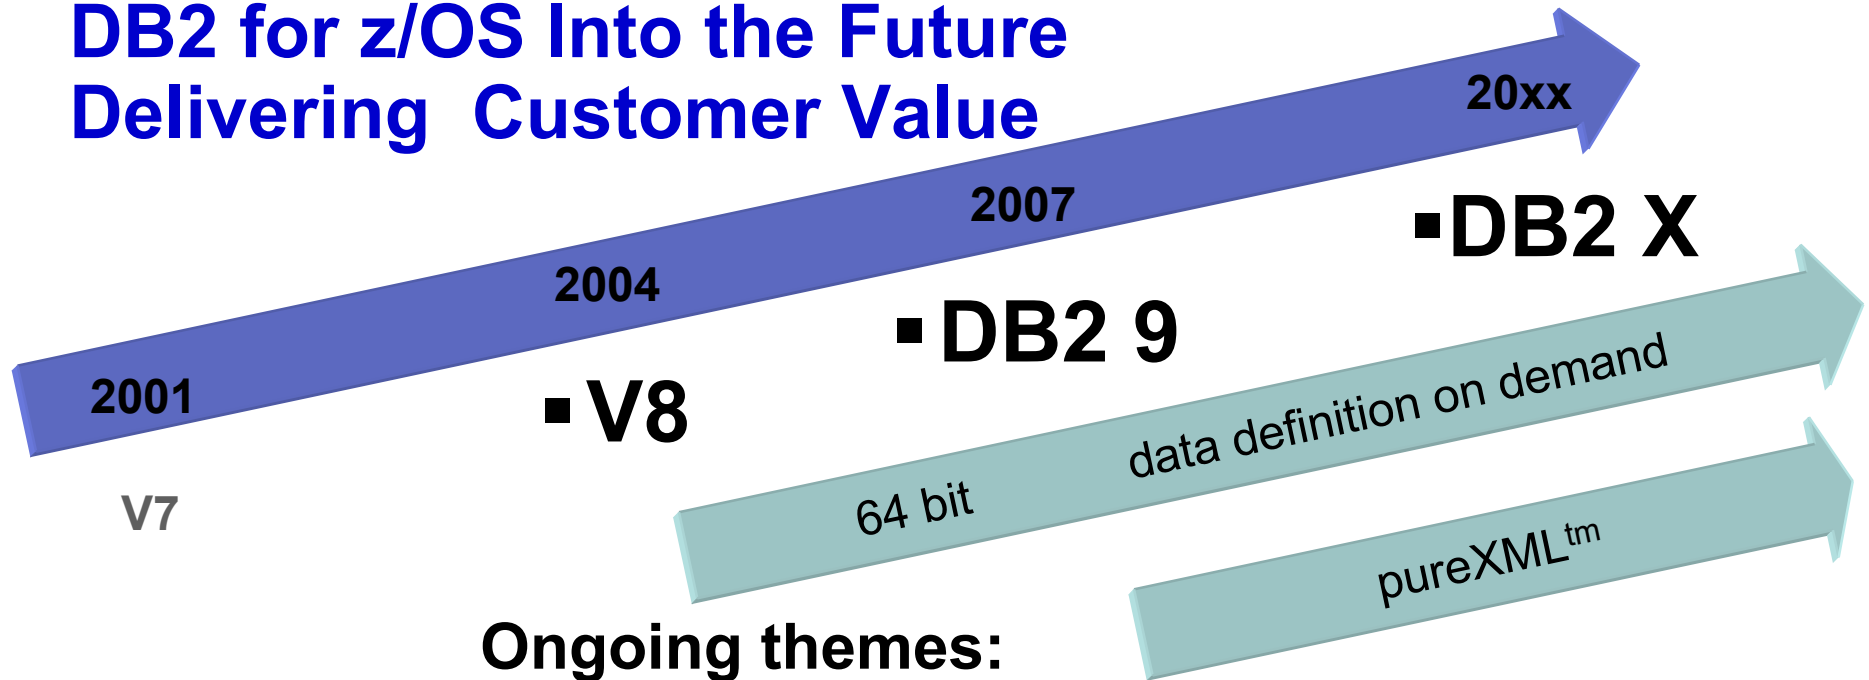 DB2 for z/OS Into the Future
Delivering Customer Value
20xx
2007
2004
2001
▪DB2 X
▪DB2 9
▪V8
V7
64 bit data definition on demand
pureXMLtm
Ongoing themes: